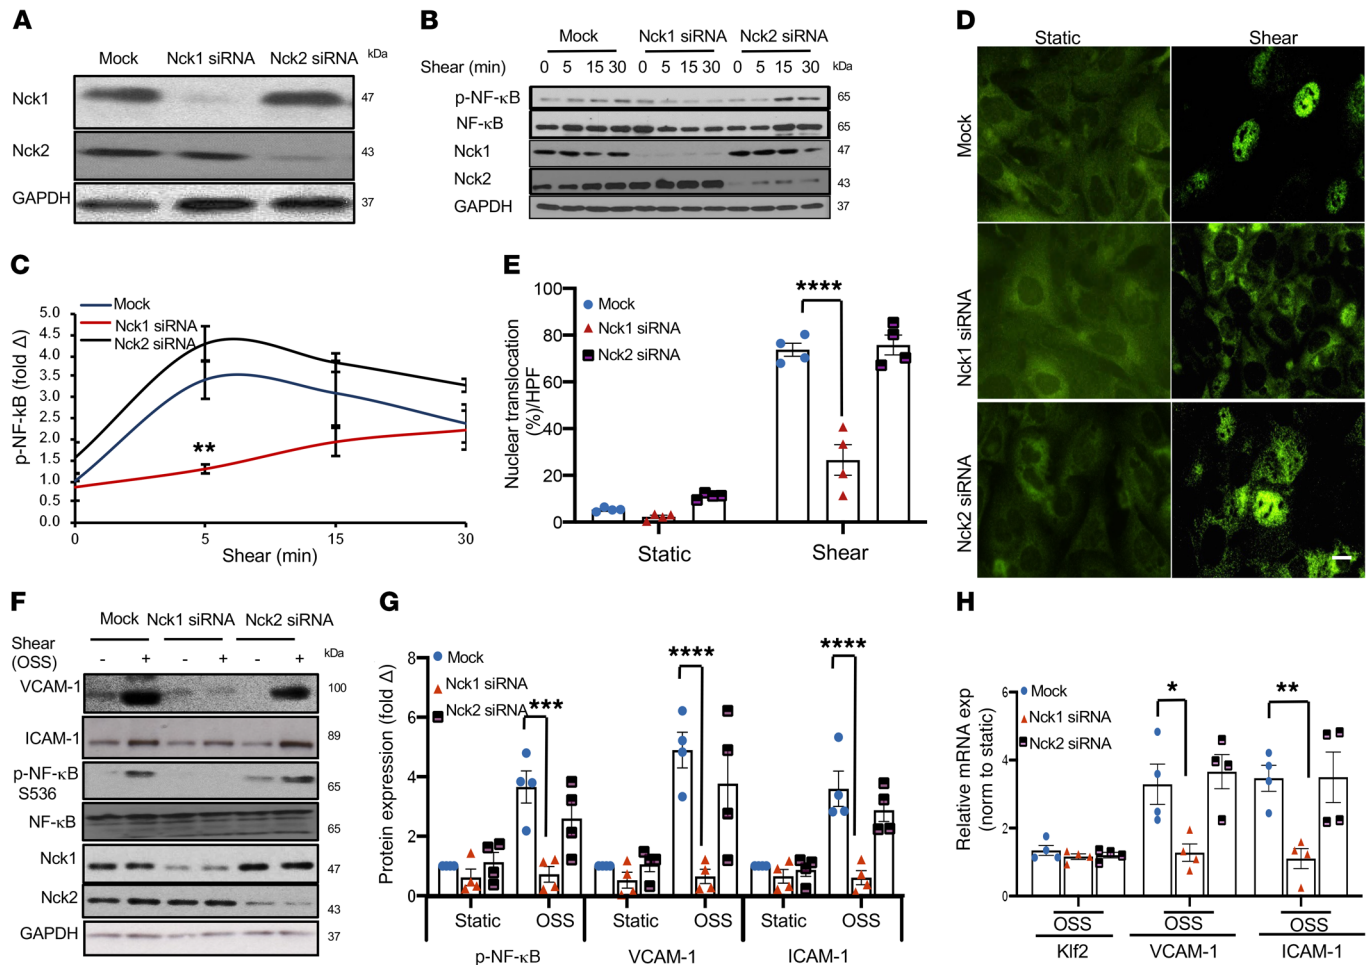 A
Mock Nck1 siRNA Nck2 siRNA kDa
Nck1 47
Nck2 43
GAPDH 37
B
Mock Nck1 siRNA Nck2 siRNA
Shear (min) 0 5 15 30 0 5 15 30 0 5 15 30 kDa
p-NF-κB 65
NF-κB 65
Nck1 47
Nck2 43
GAPDH 37
D
Static Shear
Mock
Nck1 siRNA
Nck2 siRNA
C
Mock
Nck1 siRNA
Nck2 siRNA
p-NF-kB (fold Δ)
5.0
4.5
4.0
3.5
3.0
2.5
2.0
1.5
1.0
0.5
0.0
**
0 5 15 30
Shear (min)
E
Nuclear translocation
(%)/HPF
100
80
60
40
20
0
Mock
Nck1 siRNA
Nck2 siRNA
****
Static Shear
F
Mock Nck1 siRNA Nck2 siRNA
Shear
(OSS) - + - + - + kDa
VCAM-1 100
ICAM-1 89
p-NF-κB
S536 65
NF-κB 65
Nck1 47
Nck2 43
GAPDH 37
G
Protein expression (fold Δ)
8
6
4
2
0
Mock
Nck1 siRNA
Nck2 siRNA
*** **** ****
Static OSS Static OSS Static OSS
p-NF-κB VCAM-1 ICAM-1
H
Relative mRNA exp
(norm to static)
6
4
2
0
Mock
Nck1 siRNA
Nck2 siRNA
* **
OSS OSS OSS
Klf2 VCAM-1 ICAM-1